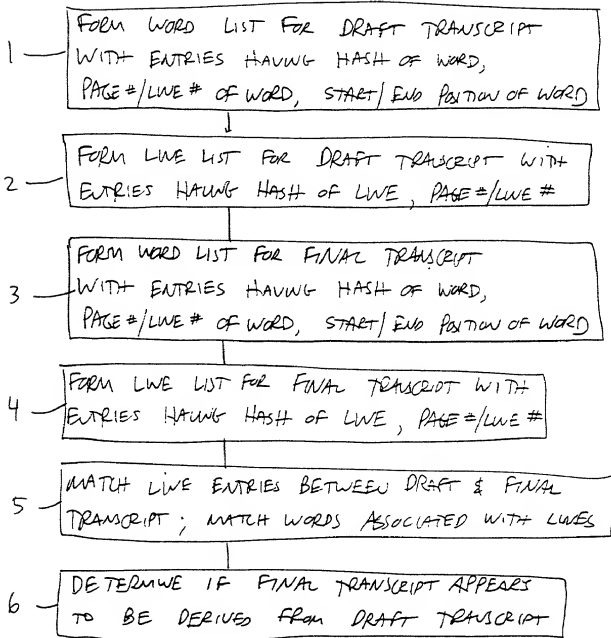 1
FORM WORD LIST FOR DRAFT TRANSCRIPT
WITH ENTRIES HAVING HASH OF WORD,
PAGE #/LINE # OF WORD, START/END POSITION OF WORD
2
FORM LINE LIST FOR DRAFT TRANSCRIPT WITH
ENTRIES HAVING HASH OF LINE, PAGE #/LINE #
3
FORM WORD LIST FOR FINAL TRANSCRIPT
WITH ENTRIES HAVING HASH OF WORD,
PAGE #/LINE # OF WORD, START/END POSITION OF WORD
4
FORM LINE LIST FOR FINAL TRANSCRIPT WITH
ENTRIES HAVING HASH OF LINE, PAGE #/LINE #
5
MATCH LINE ENTRIES BETWEEN DRAFT & FINAL
TRANSCRIPT; MATCH WORDS ASSOCIATED WITH LINES
6
DETERMINE IF FINAL TRANSCRIPT APPEARS
TO BE DERIVED FROM DRAFT TRANSCRIPT